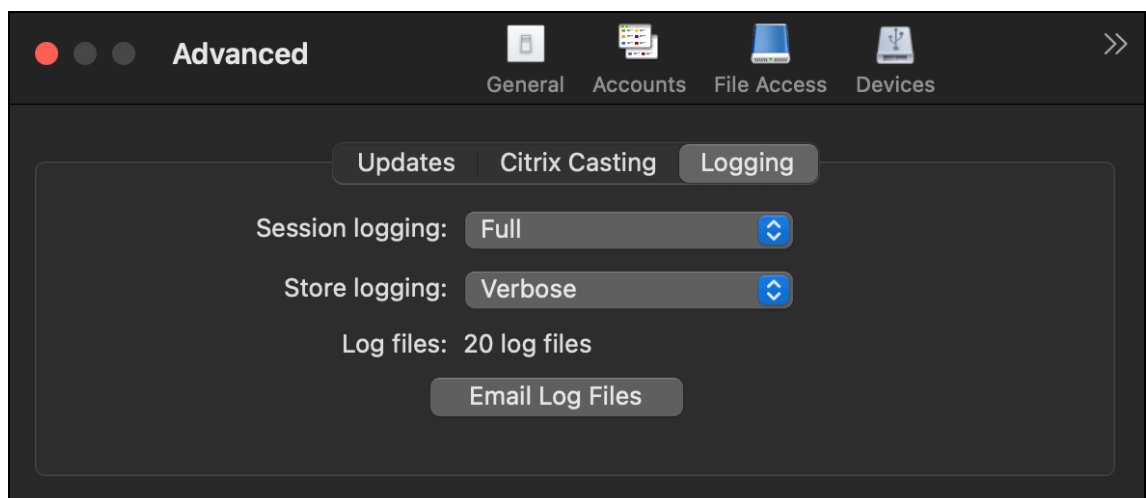 Advanced
General Accounts File Access Devices
Updates Citrix Casting Logging
Session logging: Full
Store logging: Verbose
Log files: 20 log files
Email Log Files